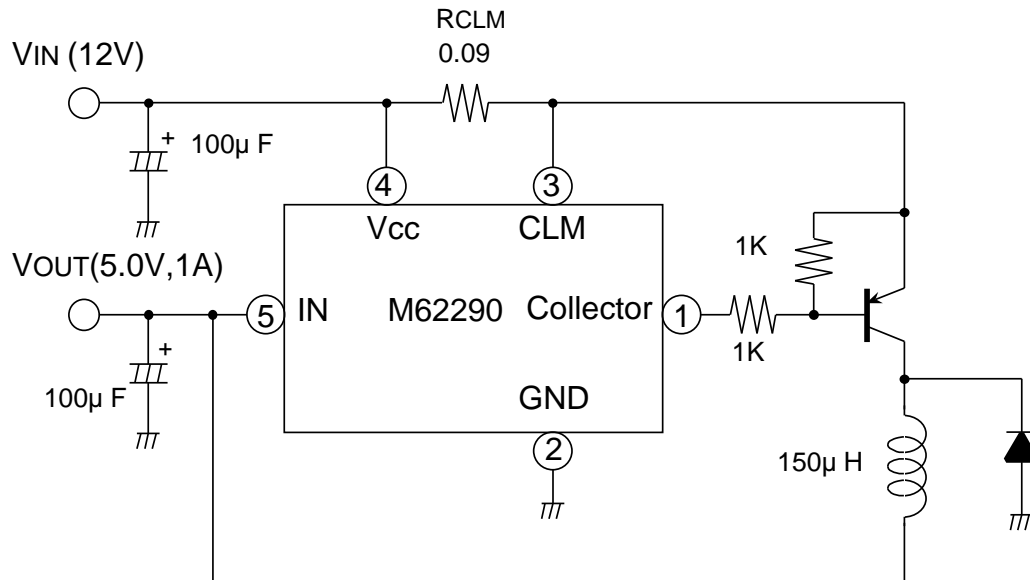 RCLM
0.09
VIN (12V)
+
100µ F
4
3
Vcc
CLM
1K
VOUT(5.0V,1A)
5
IN
M62290
Collector
1
1K
+
100µ F
GND
2
150µ H